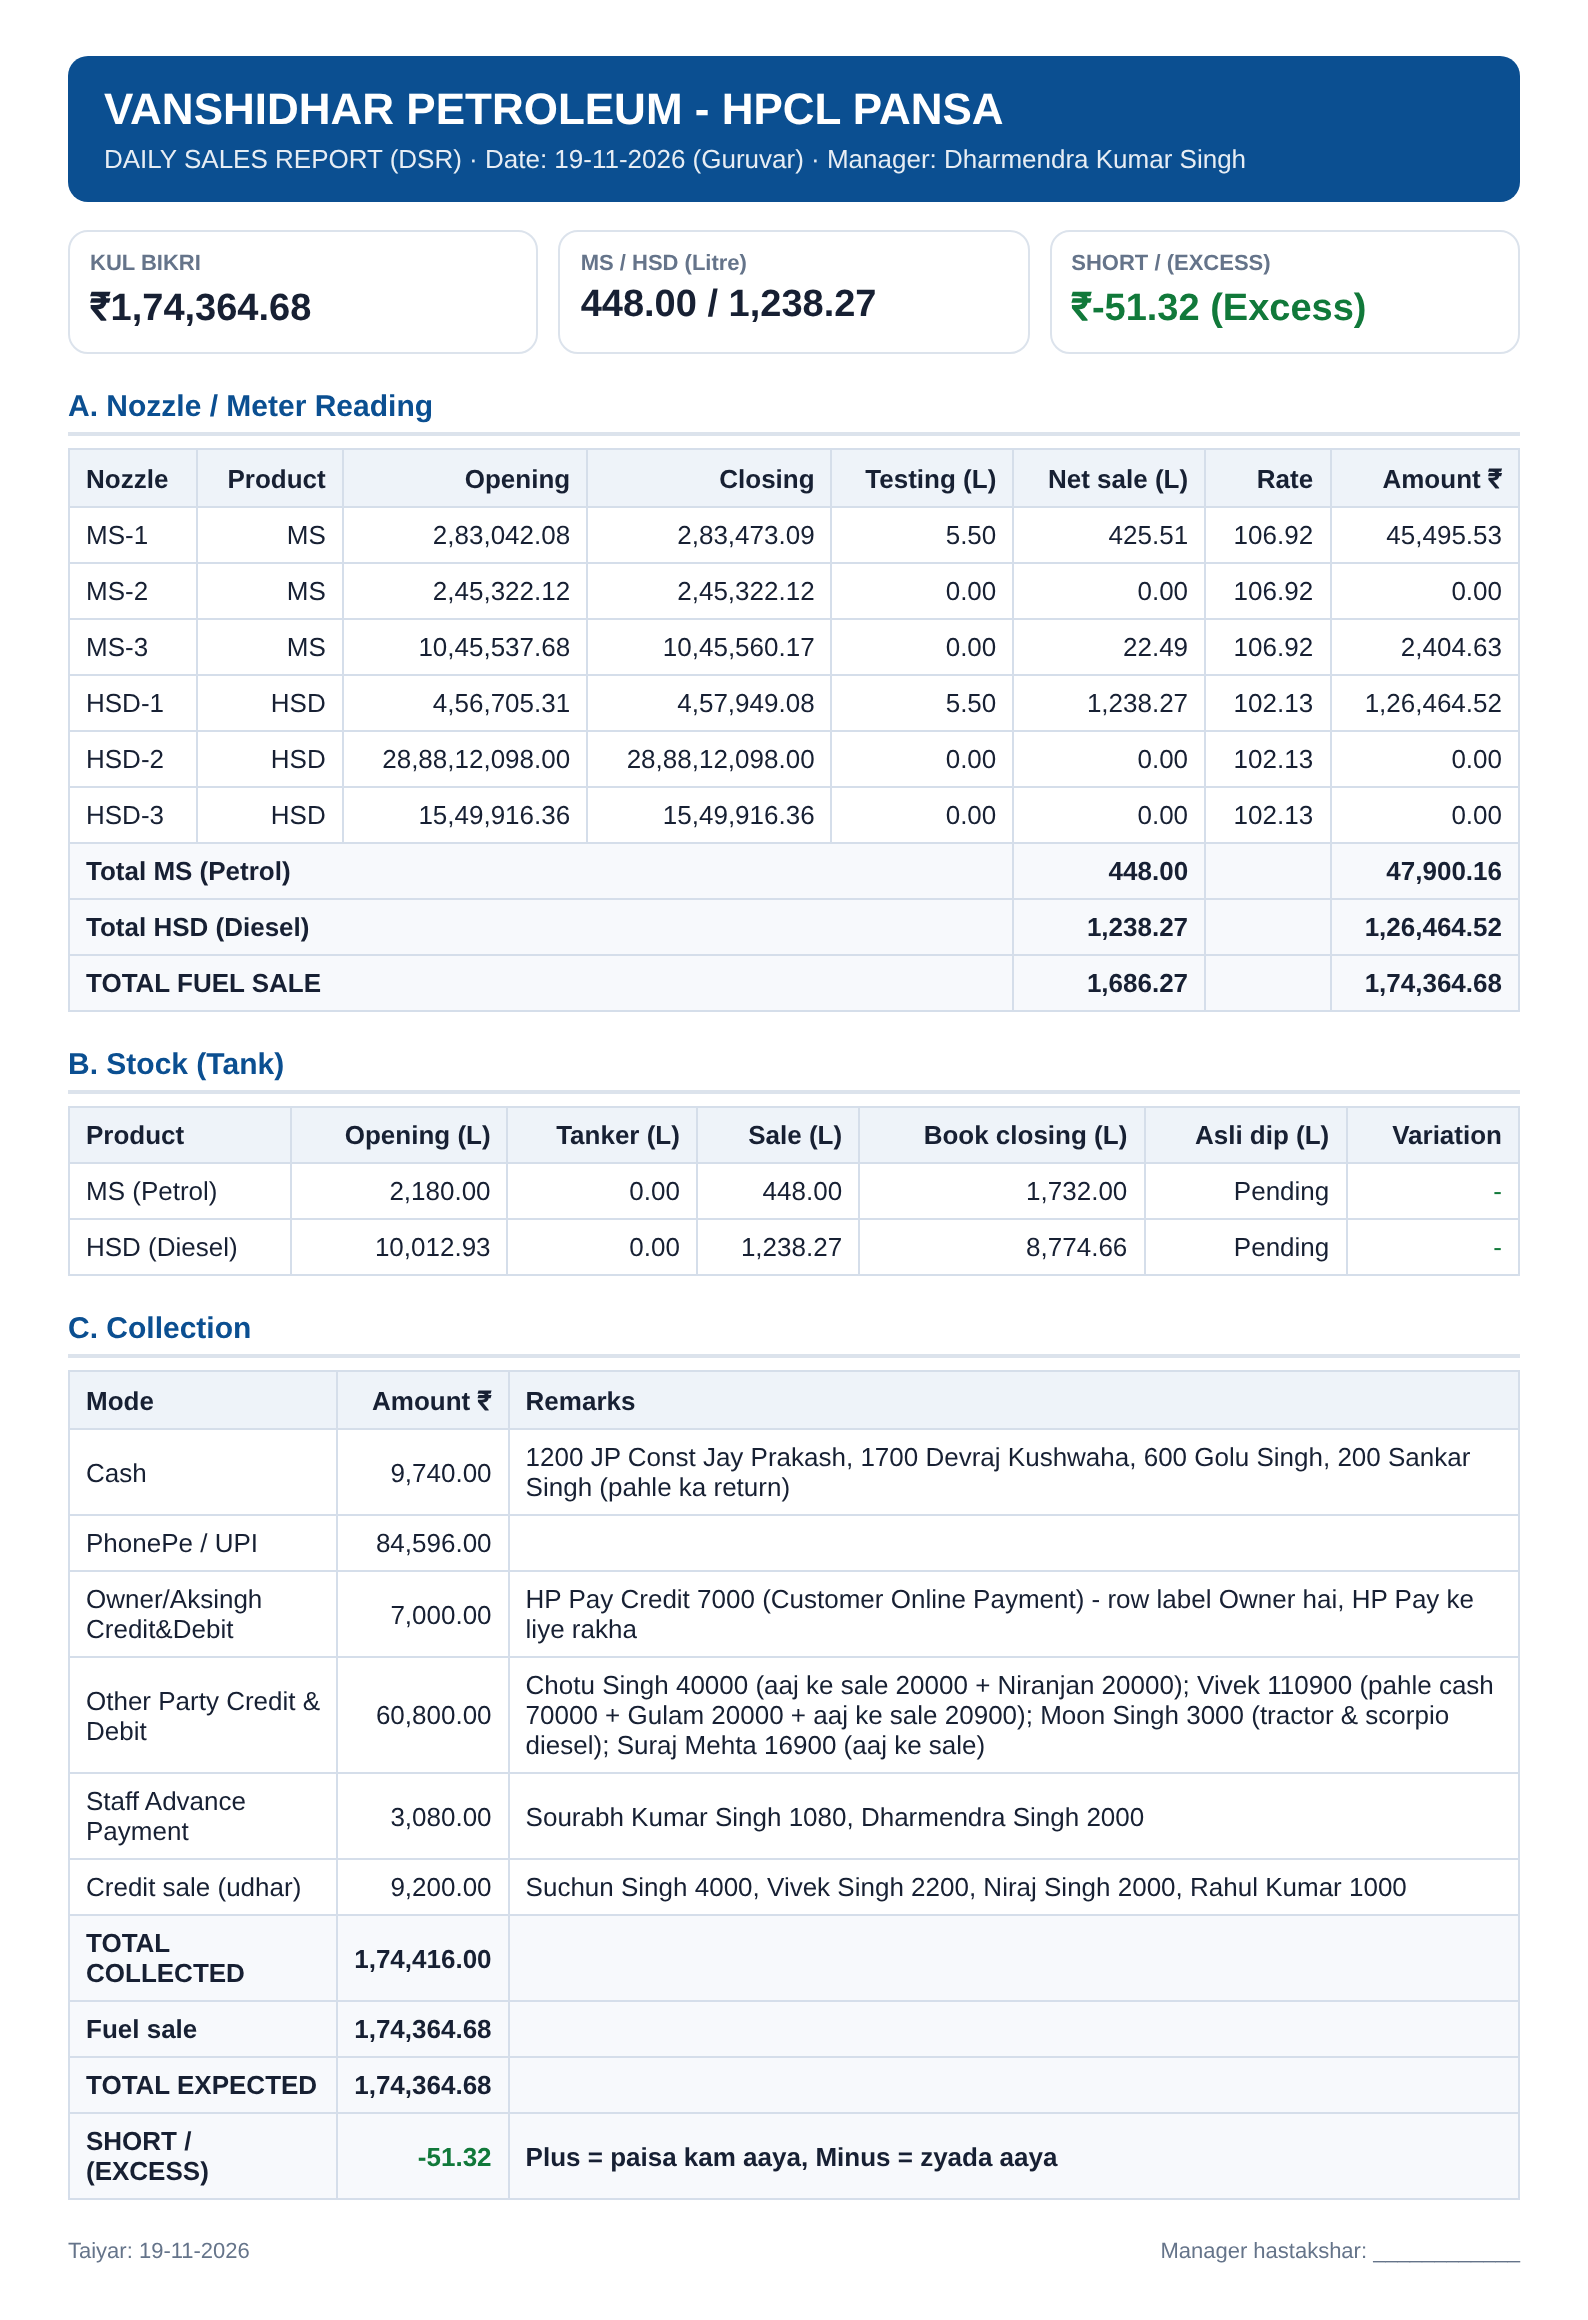 VANSHIDHAR PETROLEUM - HPCL PANSA
DAILY SALES REPORT (DSR) · Date: 19-11-2026 (Guruvar) · Manager: Dharmendra Kumar Singh
KUL BIKRI
₹1,74,364.68
MS / HSD (Litre)
448.00 / 1,238.27
SHORT / (EXCESS)
₹-51.32 (Excess)
A. Nozzle / Meter Reading
Nozzle Product Opening Closing Testing (L) Net sale (L) Rate Amount ₹
MS-1 MS 2,83,042.08 2,83,473.09 5.50 425.51 106.92 45,495.53
MS-2 MS 2,45,322.12 2,45,322.12 0.00 0.00 106.92 0.00
MS-3 MS 10,45,537.68 10,45,560.17 0.00 22.49 106.92 2,404.63
HSD-1 HSD 4,56,705.31 4,57,949.08 5.50 1,238.27 102.13 1,26,464.52
HSD-2 HSD 28,88,12,098.00 28,88,12,098.00 0.00 0.00 102.13 0.00
HSD-3 HSD 15,49,916.36 15,49,916.36 0.00 0.00 102.13 0.00
Total MS (Petrol) 448.00 47,900.16
Total HSD (Diesel) 1,238.27 1,26,464.52
TOTAL FUEL SALE 1,686.27 1,74,364.68
B. Stock (Tank)
Product Opening (L) Tanker (L) Sale (L) Book closing (L) Asli dip (L) Variation
MS (Petrol) 2,180.00 0.00 448.00 1,732.00 Pending -
HSD (Diesel) 10,012.93 0.00 1,238.27 8,774.66 Pending -
C. Collection
Mode Amount ₹ Remarks
Cash 9,740.00 1200 JP Const Jay Prakash, 1700 Devraj Kushwaha, 600 Golu Singh, 200 Sankar
Singh (pahle ka return)
PhonePe / UPI 84,596.00
Owner/Aksingh
Credit&Debit 7,000.00 HP Pay Credit 7000 (Customer Online Payment) - row label Owner hai, HP Pay ke
liye rakha
Other Party Credit &
Debit 60,800.00 Chotu Singh 40000 (aaj ke sale 20000 + Niranjan 20000); Vivek 110900 (pahle cash
70000 + Gulam 20000 + aaj ke sale 20900); Moon Singh 3000 (tractor & scorpio
diesel); Suraj Mehta 16900 (aaj ke sale)
Staff Advance
Payment 3,080.00 Sourabh Kumar Singh 1080, Dharmendra Singh 2000
Credit sale (udhar) 9,200.00 Suchun Singh 4000, Vivek Singh 2200, Niraj Singh 2000, Rahul Kumar 1000
TOTAL
COLLECTED 1,74,416.00
Fuel sale 1,74,364.68
TOTAL EXPECTED 1,74,364.68
SHORT /
(EXCESS) -51.32 Plus = paisa kam aaya, Minus = zyada aaya
Taiyar: 19-11-2026
Manager hastakshar: ____________